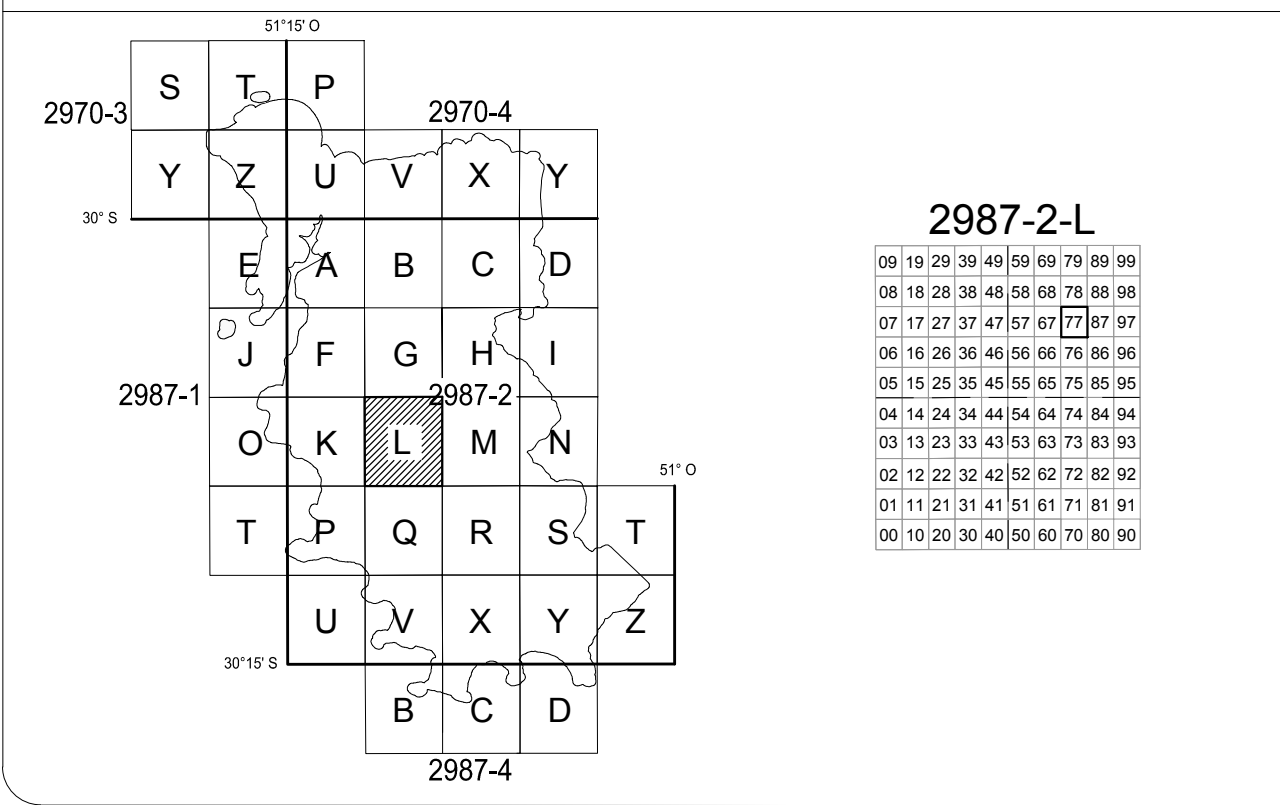 51°15' O
S T P
2970-3 2970-4
Y Z U V X Y
30° S
E A B C D
J F G H I
2987-1 2987-2
O K L M N
51° O
T P Q R S T
U V X Y Z
30°15' S
B C D
2987-4
2987-2-L
09 19 29 39 49 59 69 79 89 99
08 18 28 38 48 58 68 78 88 98
07 17 27 37 47 57 67 77 87 97
06 16 26 36 46 56 66 76 86 96
05 15 25 35 45 55 65 75 85 95
04 14 24 34 44 54 64 74 84 94
03 13 23 33 43 53 63 73 83 93
02 12 22 32 42 52 62 72 82 92
01 11 21 31 41 51 61 71 81 91
00 10 20 30 40 50 60 70 80 90